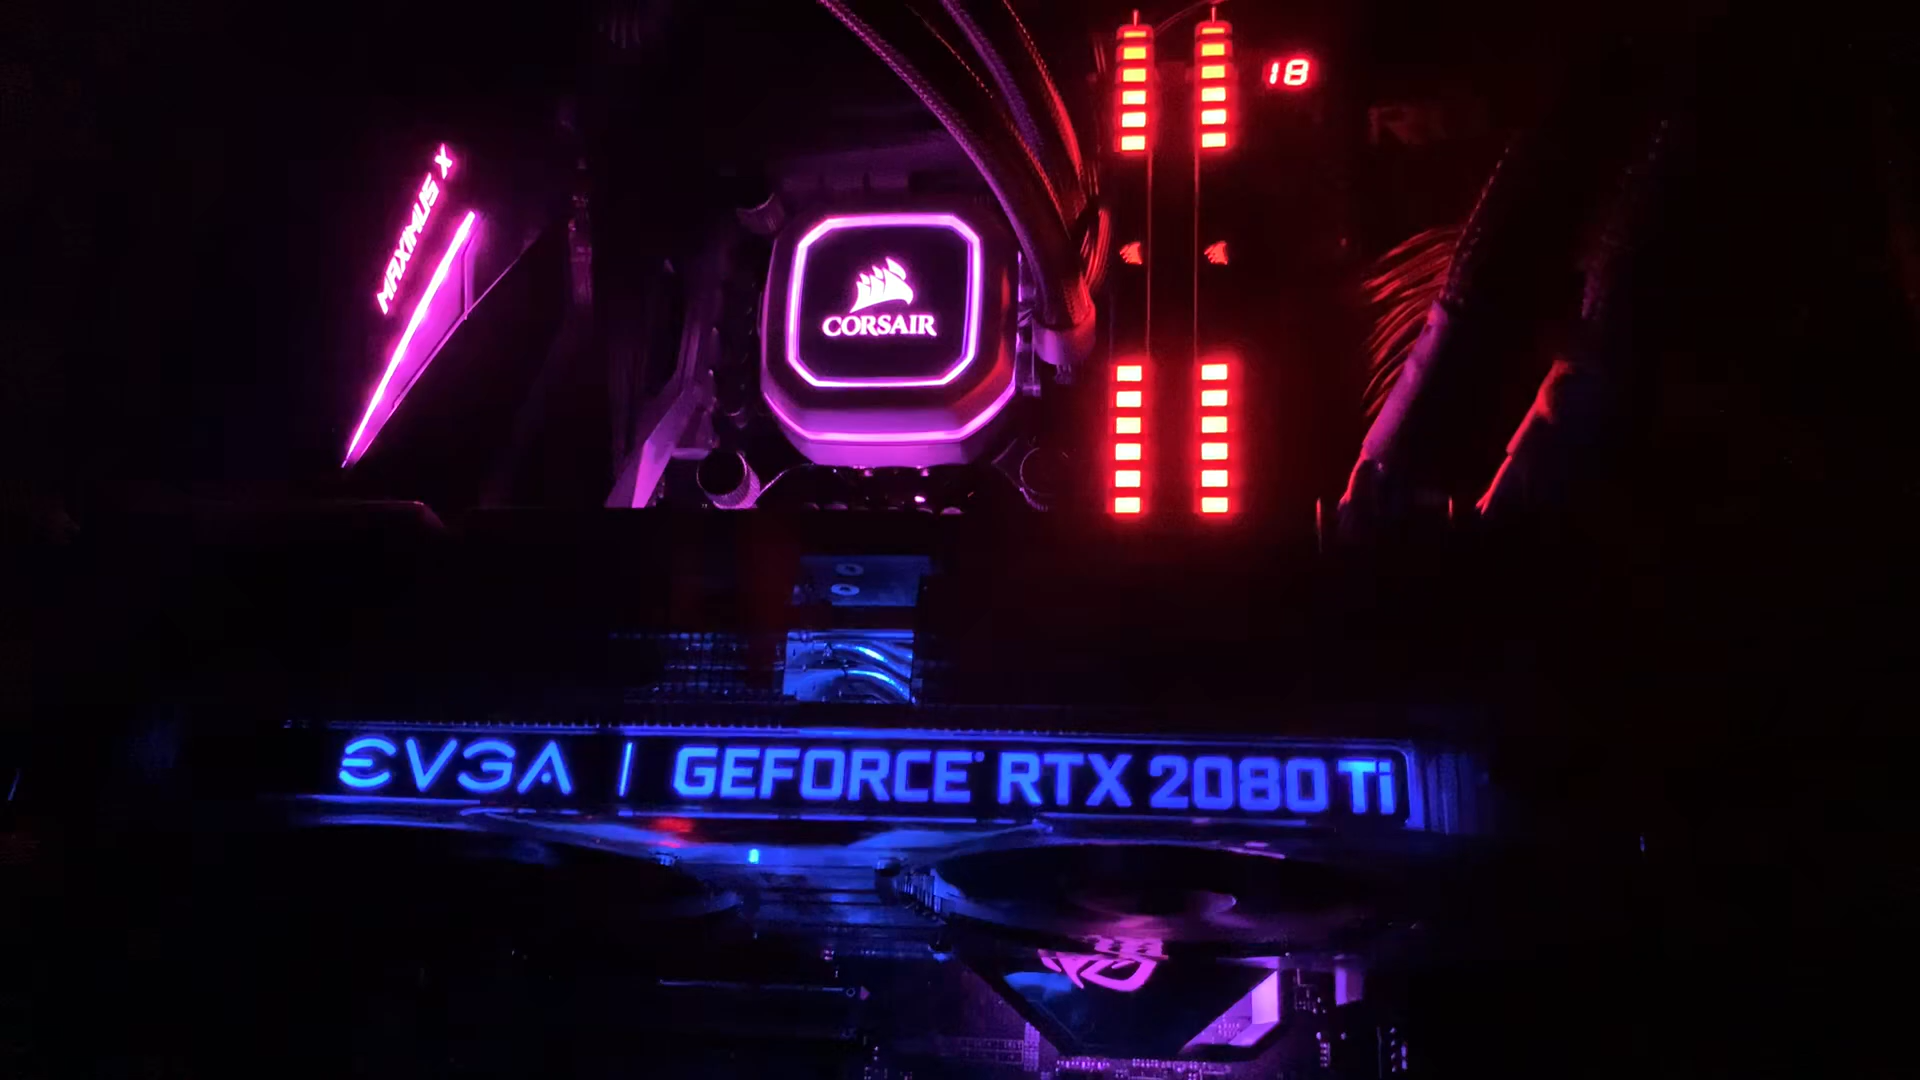 MAXIMUS X
CORSAIR
18
EVGA | GEFORCE RTX 2080 Ti